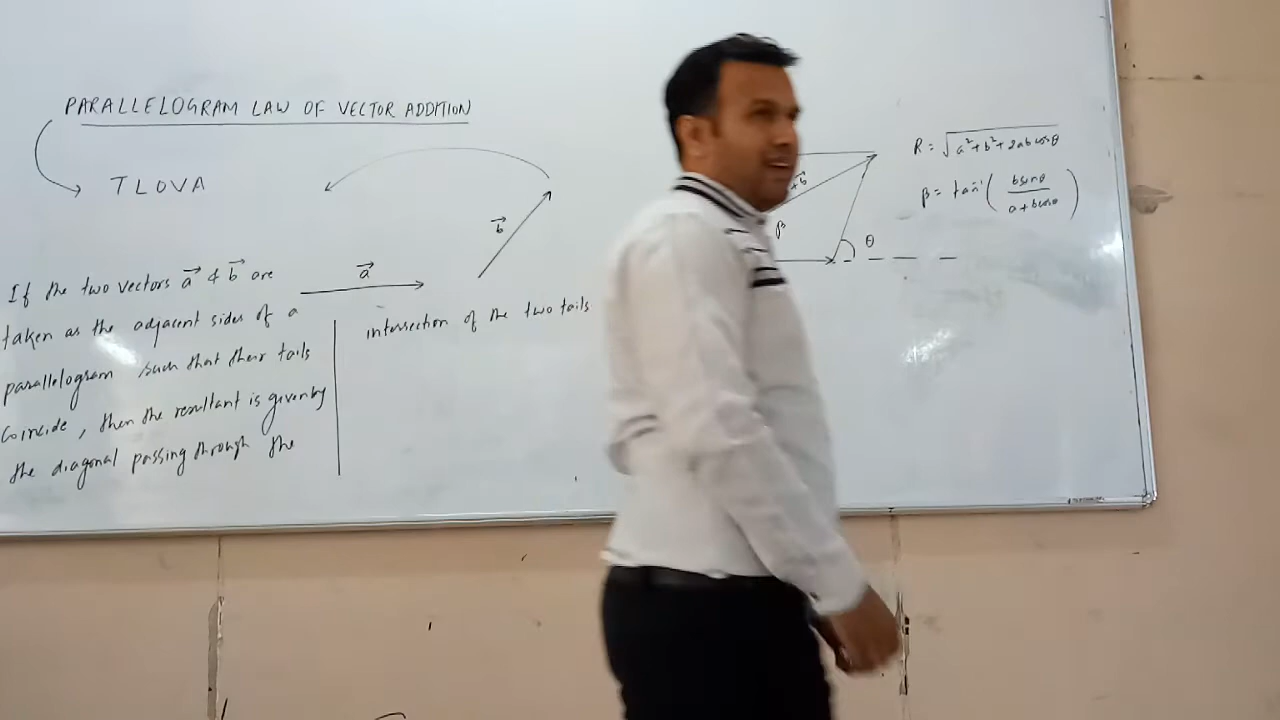 PARALLELOGRAM LAW OF VECTOR ADDITION
TLOVA
If the two vectors a⃗ & b⃗ are
taken as the adjacent sides of a
parallelogram such that their tails
coincide, then the resultant is given by
the diagonal passing through the
a⃗
b⃗
intersection of the two tails
+b⃗
β
θ
R = √(a² + b² + 2ab cosθ)
β = tan⁻¹ (b sinθ / a + b cosθ)